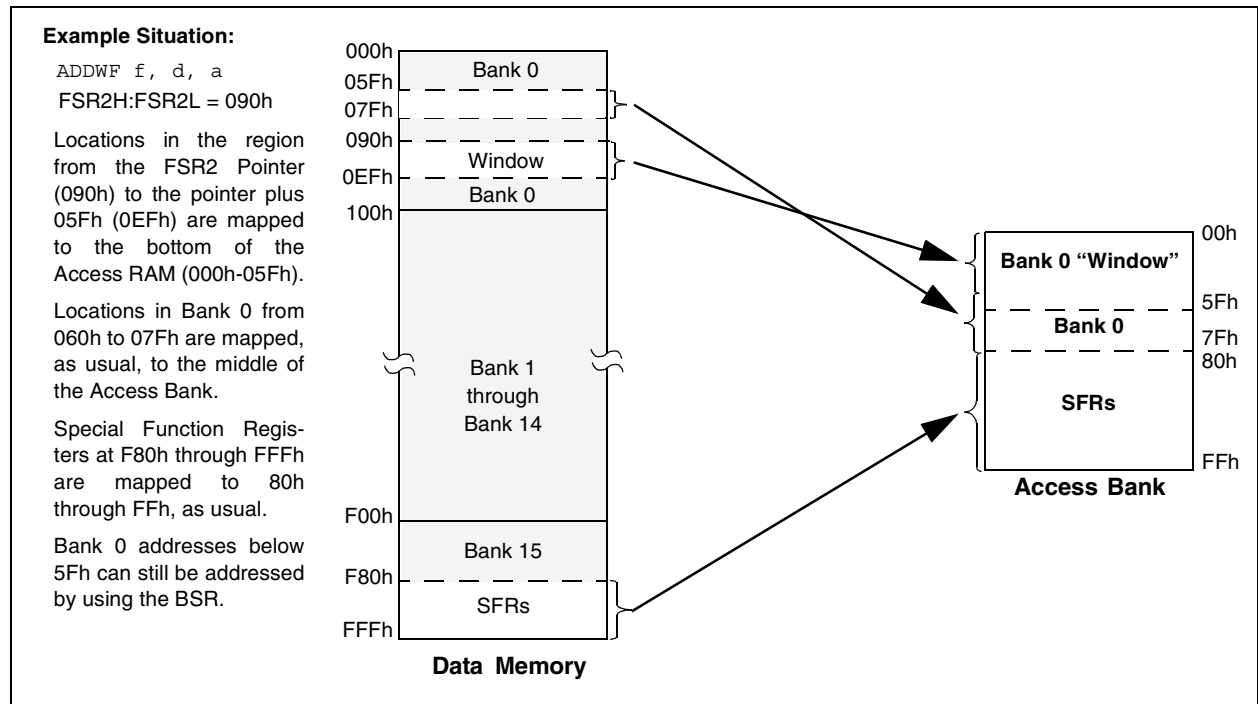 Example Situation:
ADDWF f, d, a
FSR2H:FSR2L = 090h
Locations in the region
from the FSR2 Pointer
(090h) to the pointer plus
05Fh (0EFh) are mapped
to the bottom of the
Access RAM (000h-05Fh).
Locations in Bank 0 from
060h to 07Fh are mapped,
as usual, to the middle of
the Access Bank.
Special Function Regis-
ters at F80h through FFFh
are mapped to 80h
through FFh, as usual.
Bank 0 addresses below
5Fh can still be addressed
by using the BSR.
000h
05Fh
07Fh
090h
0EFh
100h
F00h
F80h
FFFh
Bank 0
Window
Bank 0
Bank 1
through
Bank 14
Bank 15
SFRs
Data Memory
Bank 0 “Window”
Bank 0
SFRs
00h
5Fh
7Fh
80h
FFh
Access Bank